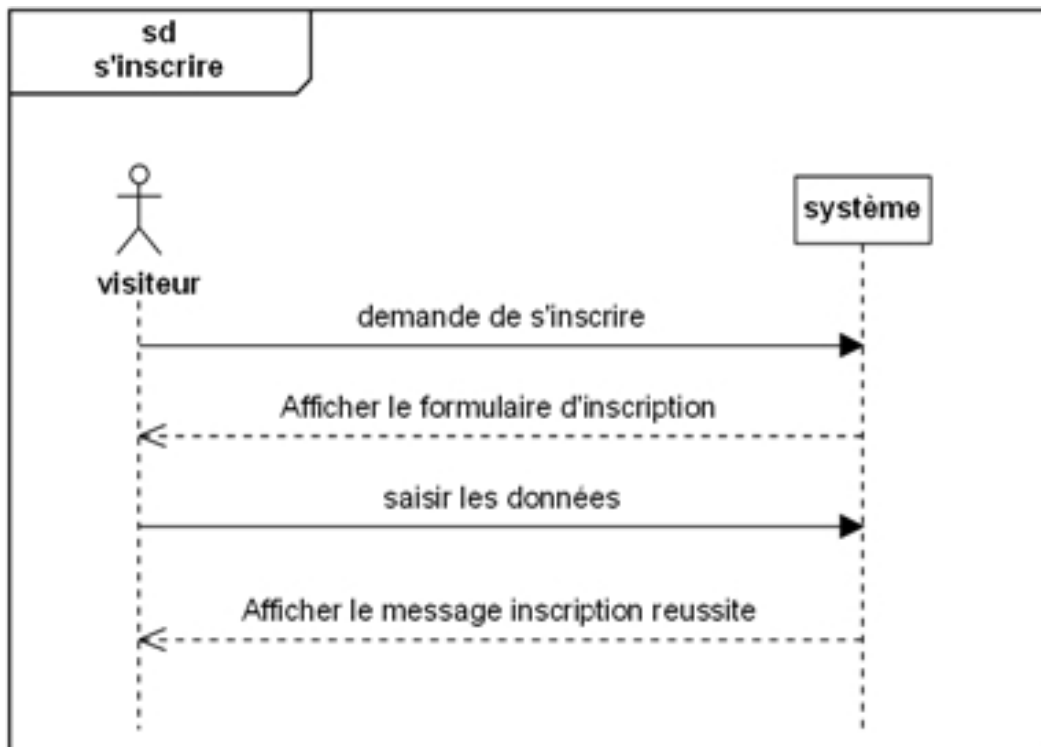 sd
s'inscrire
visiteur
système
demande de s'inscrire
Afficher le formulaire d'inscription
saisir les données
Afficher le message inscription reussite